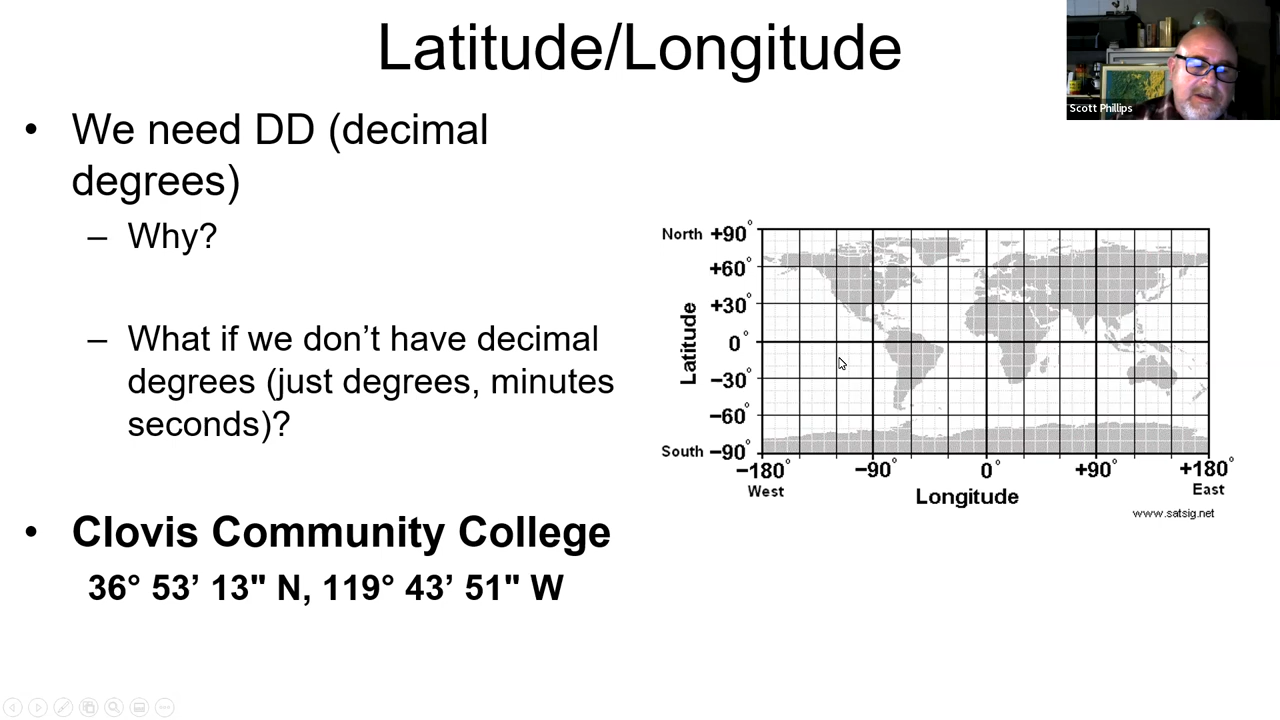 Latitude/Longitude
Scott Phillips
• We need DD (decimal
degrees)
– Why?
– What if we don’t have decimal
degrees (just degrees, minutes
seconds)?
• Clovis Community College
36° 53’ 13" N, 119° 43’ 51" W
North +90°
+60°
+30°
0°
−30°
−60°
South −90°
Latitude
−180° −90° 0° +90° +180°
West East
Longitude
www.satsig.net